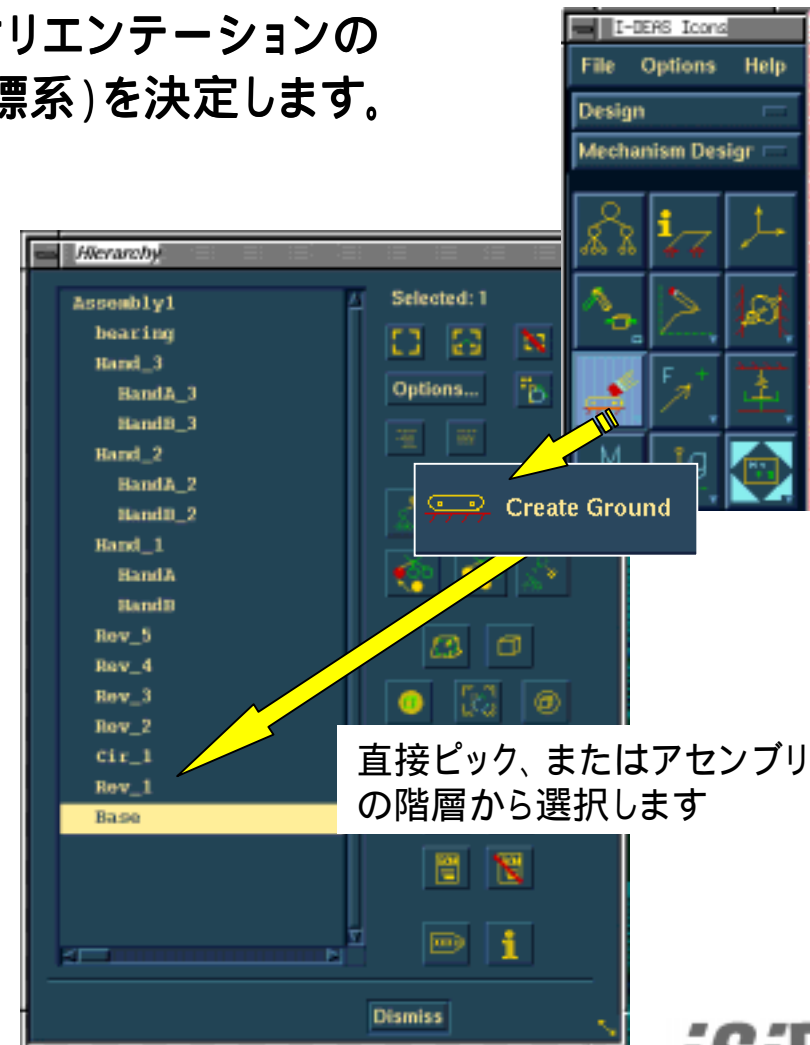 オリエンテーションの
標系)を決定します。
I-DEAS Icons
File Options Help
Design
Mechanism Design
Hierarchy
Assembly1
bearing
Hand_3
HandA_3
HandB_3
Hand_2
HandA_2
HandB_2
Hand_1
HandA
HandB
Rev_5
Rev_4
Rev_3
Rev_2
Cir_1
Rev_1
Base
Selected: 1
Options...
F
M
Create Ground
直接ピック、またはアセンブリ
の階層から選択します
Dismiss